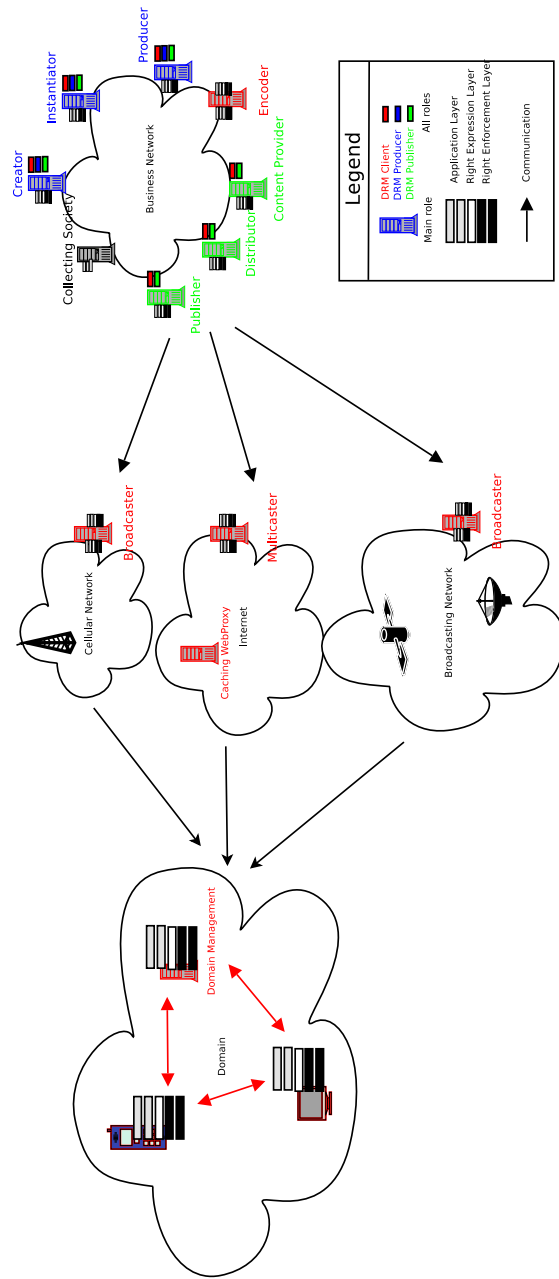 Creator
Instantiator
Producer
Collecting Society
Business Network
Encoder
Publisher
Distributor
Content Provider
Legend
DRM Client
DRM Producer
DRM Publisher
Main role
All roles
Application Layer
Right Expression Layer
Right Enforcement Layer
Communication
Broadcaster
Cellular Network
Multicaster
Caching WebProxy
Internet
Broadcaster
Broadcasting Network
Domain Management
Domain